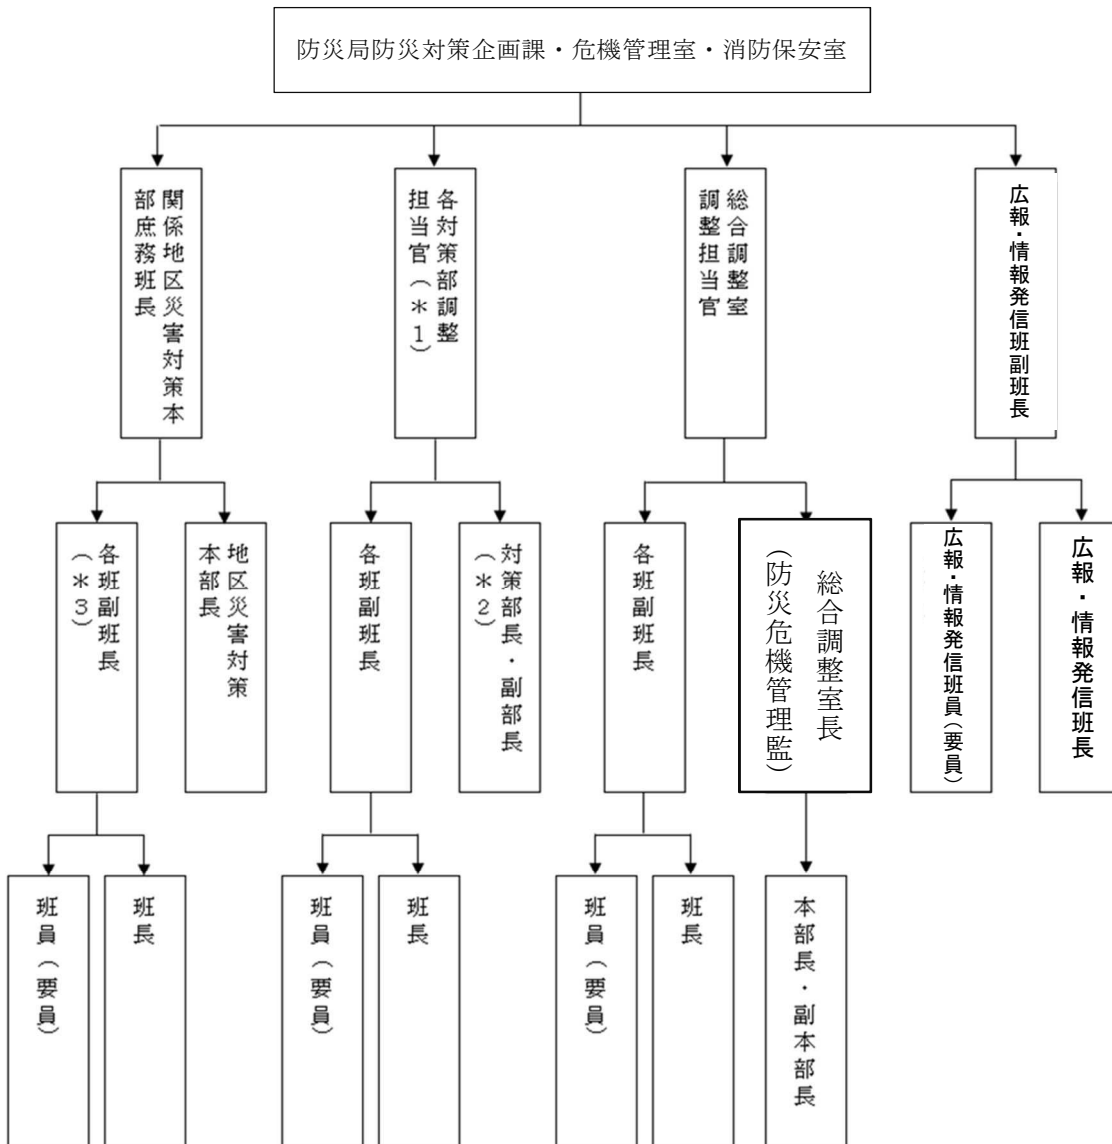 防災局防災対策企画課・危機管理室・消防保安室
関係地区災害対策本
部庶務班長
各対策部調整
担当官(*1)
総合調整室
調整担当官
広報・情報発信班副班長
各班副班長
(*3)
地区災害対策
本部長
各班副班長
対策部長・副部長
(*2)
各班副班長
総合調整室長
(防災危機管理監)
広報・情報発信班員(要員)
広報・情報発信班長
班員(要員)
班長
班員(要員)
班長
班員(要員)
班長
本部長・副本部長